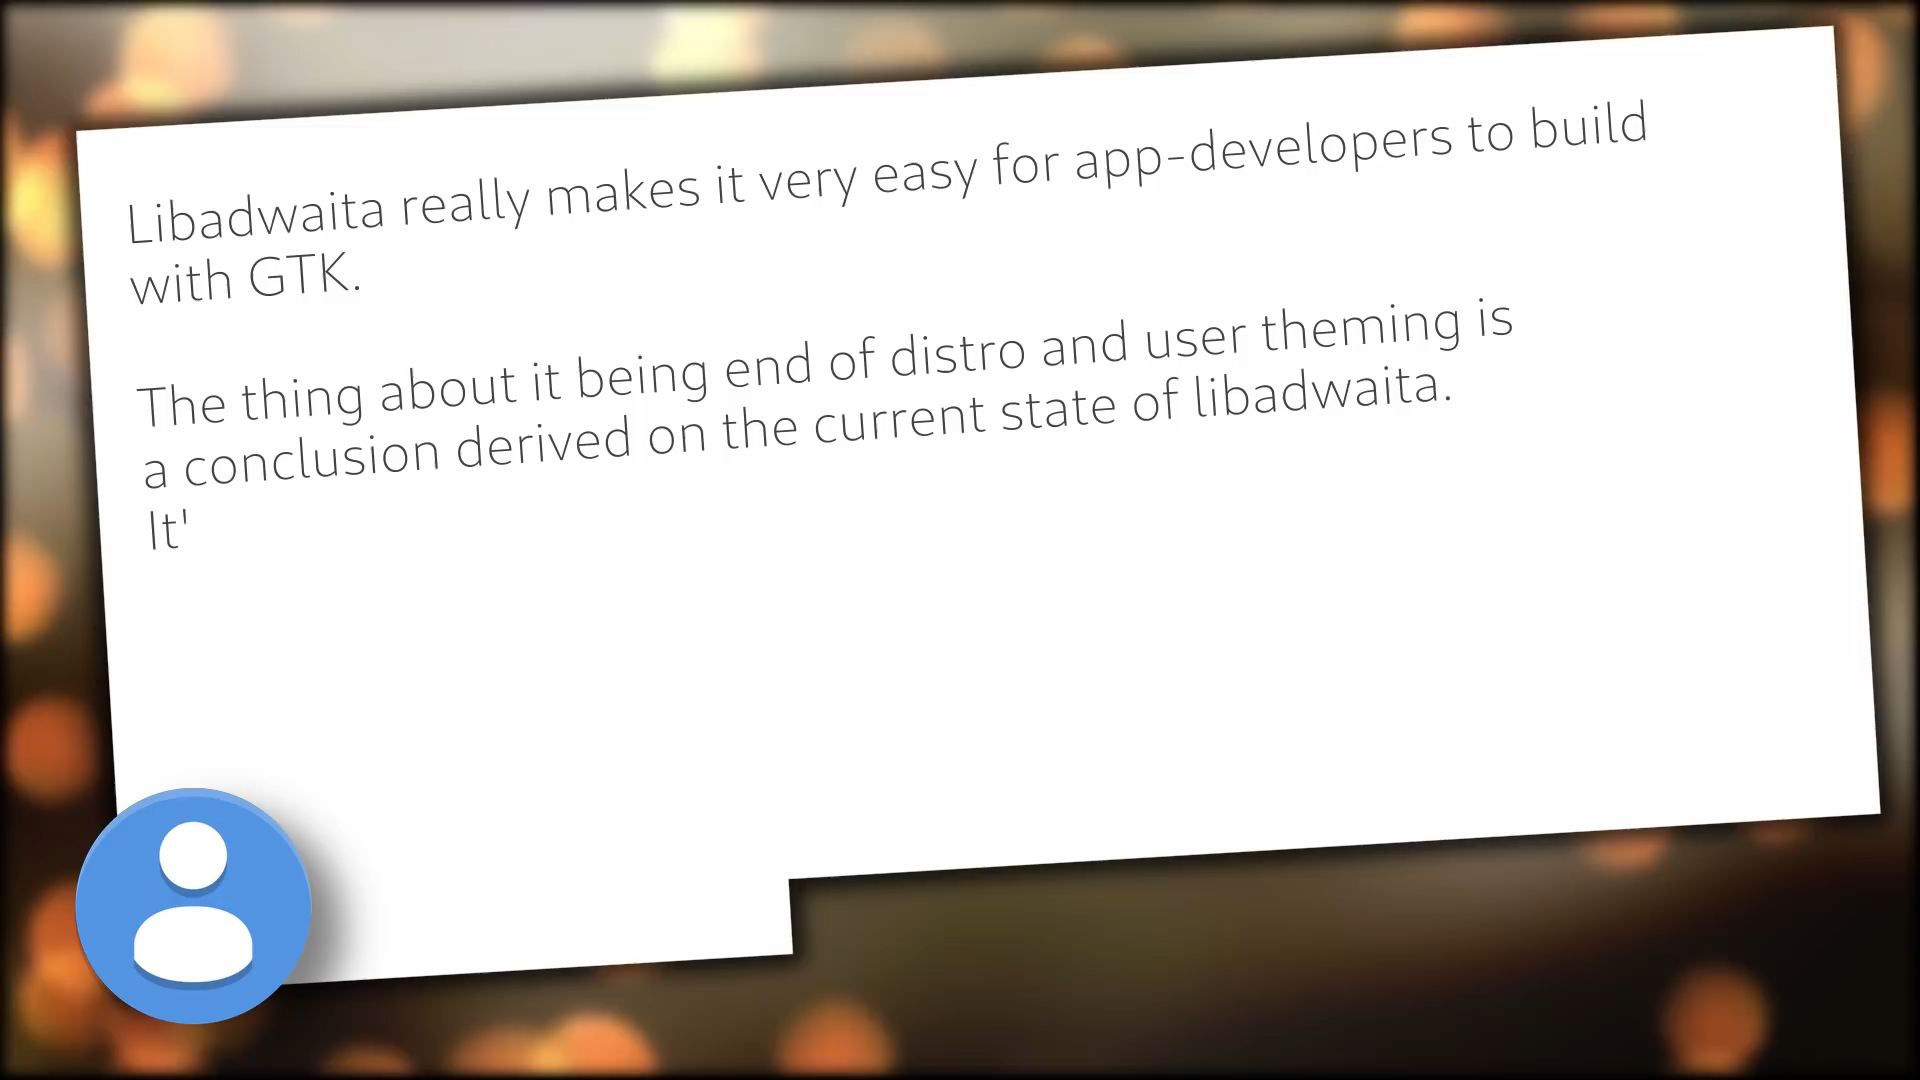 Libadwaita really makes it very easy for app-developers to build
with GTK.
The thing about it being end of distro and user theming is
a conclusion derived on the current state of libadwaita.
It'